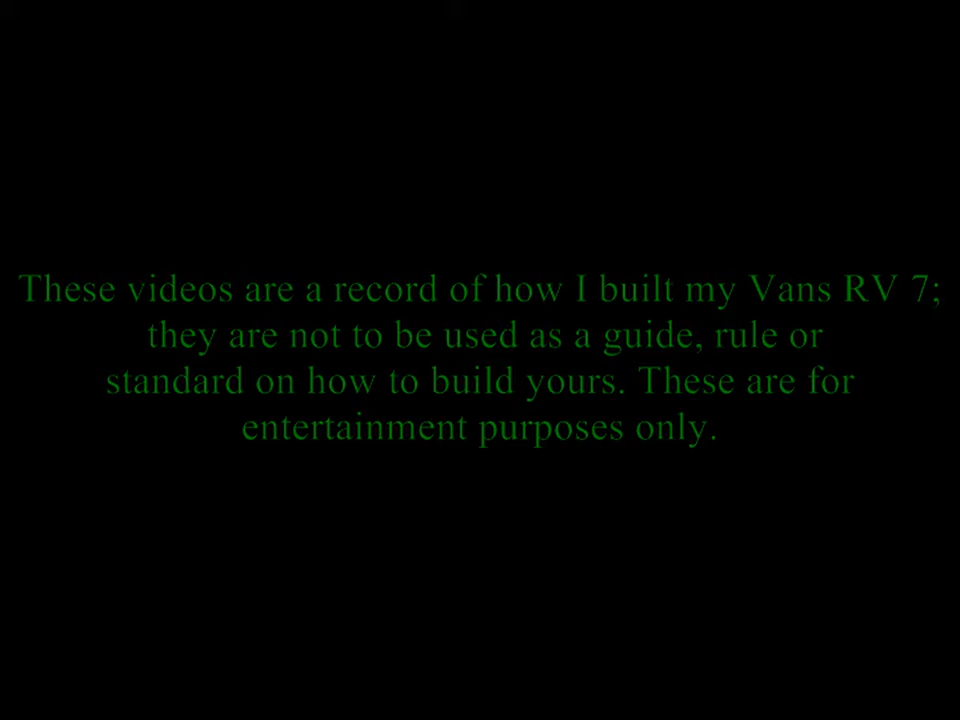 These videos are a record of how I built my Vans RV 7;
they are not to be used as a guide, rule or
standard on how to build yours. These are for
entertainment purposes only.